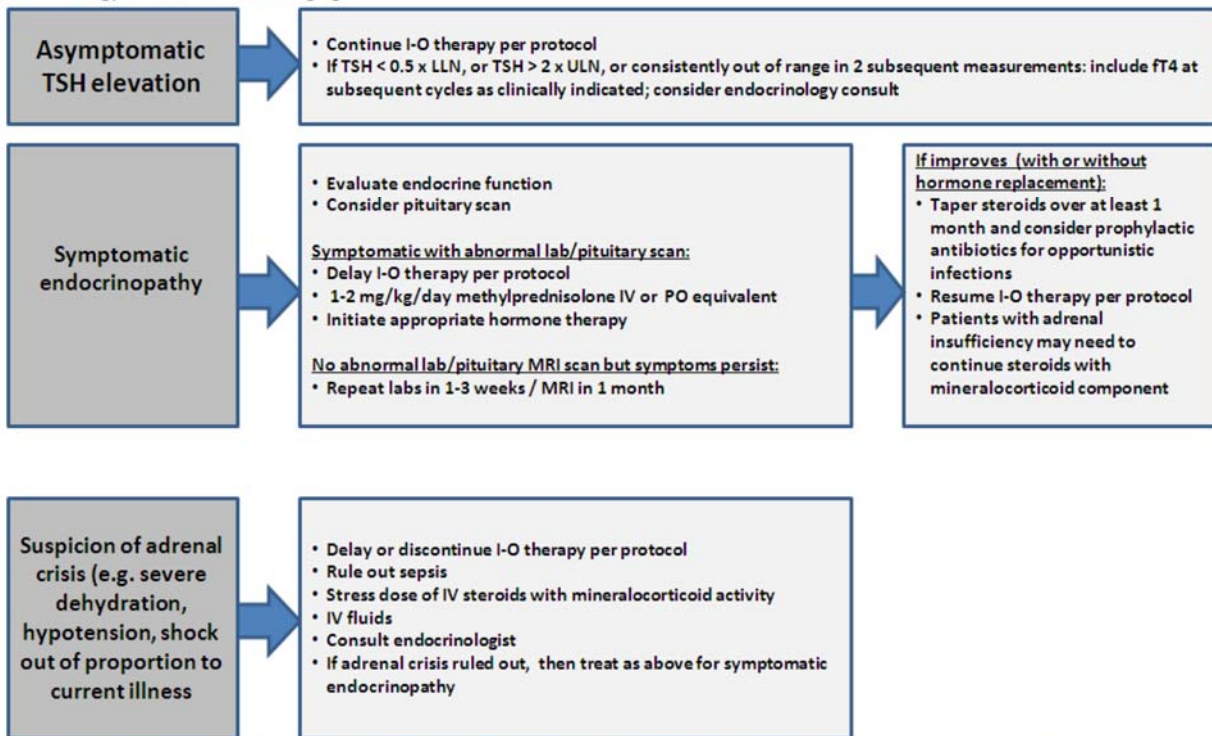 Asymptomatic
TSH elevation
• Continue I-O therapy per protocol
• If TSH < 0.5 x LLN, or TSH > 2 x ULN, or consistently out of range in 2 subsequent measurements: include fT4 at
subsequent cycles as clinically indicated; consider endocrinology consult
Symptomatic
endocrinopathy
• Evaluate endocrine function
• Consider pituitary scan
Symptomatic with abnormal lab/pituitary scan:
• Delay I-O therapy per protocol
• 1-2 mg/kg/day methylprednisolone IV or PO equivalent
• Initiate appropriate hormone therapy
No abnormal lab/pituitary MRI scan but symptoms persist:
• Repeat labs in 1-3 weeks / MRI in 1 month
If improves (with or without
hormone replacement):
• Taper steroids over at least 1
month and consider prophylactic
antibiotics for opportunistic
infections
• Resume I-O therapy per protocol
• Patients with adrenal
insufficiency may need to
continue steroids with
mineralocorticoid component
Suspicion of adrenal
crisis (e.g. severe
dehydration,
hypotension, shock
out of proportion to
current illness
• Delay or discontinue I-O therapy per protocol
• Rule out sepsis
• Stress dose of IV steroids with mineralocorticoid activity
• IV fluids
• Consult endocrinologist
• If adrenal crisis ruled out, then treat as above for symptomatic
endocrinopathy